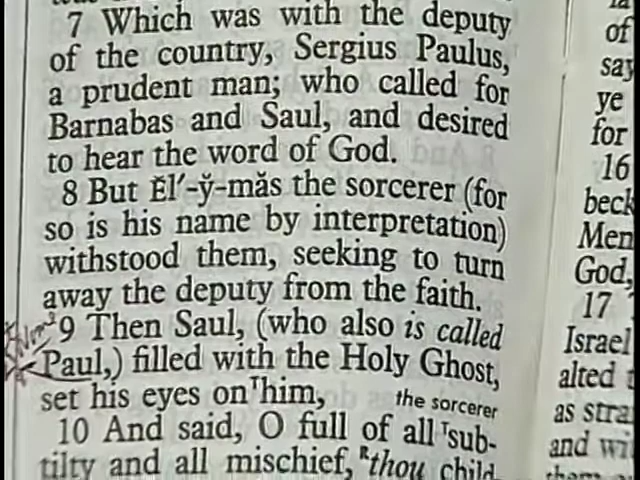 7 Which was with the deputy
of the country, Sergius Paulus,
a prudent man; who called for
Barnabas and Saul, and desired
to hear the word of God.
8 But Ĕl′-y̆-măs the sorcerer (for
so is his name by interpretation)
withstood them, seeking to turn
away the deputy from the faith.
9 Then Saul, (who also is called
Paul,) filled with the Holy Ghost,
set his eyes on ᵀhim, the sorcerer
10 And said, O full of all ᵀsub-
tilty and all mischief, ᴿthou child
of
say
ye
for
16
beck
Men
God,
17
Israel
alted
as stra
and wi